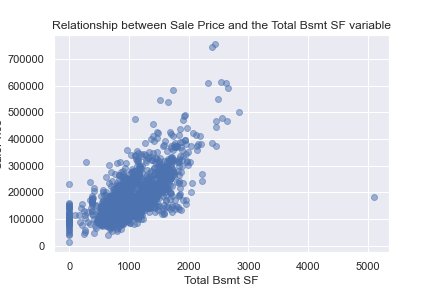 Relationship between Sale Price and the Total Bsmt SF variable
700000
600000
500000
400000
300000
200000
100000
0
0 1000 2000 3000 4000 5000
Total Bsmt SF